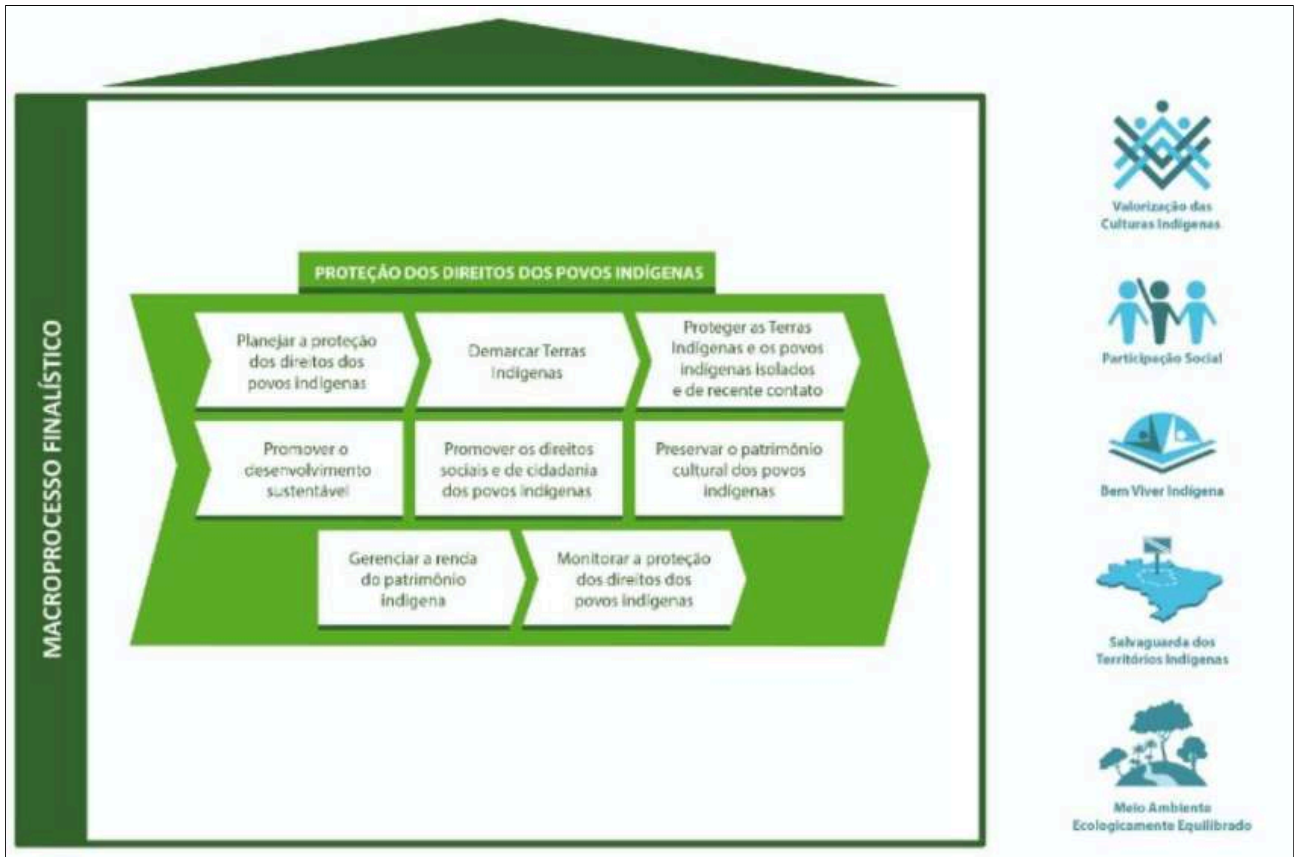 MACROPROCESSO FINALÍSTICO
PROTEÇÃO DOS DIREITOS DOS POVOS INDÍGENAS
Planejar a proteção
dos direitos dos
povos indígenas
Demarcar Terras
Indígenas
Proteger as Terras
Indígenas e os povos
indígenas isolados
e de recente contato
Promover o
desenvolvimento
sustentável
Promover os direitos
sociais e de cidadania
dos povos indígenas
Preservar o patrimônio
cultural dos povos
indígenas
Gerenciar a renda
do patrimônio
indígena
Monitorar a proteção
dos direitos dos
povos indígenas
Valorização das
Culturas Indígenas
Participação Social
Bem Viver Indígena
Salvaguarda dos
Territórios Indígenas
Meio Ambiente
Ecologicamente Equilibrado